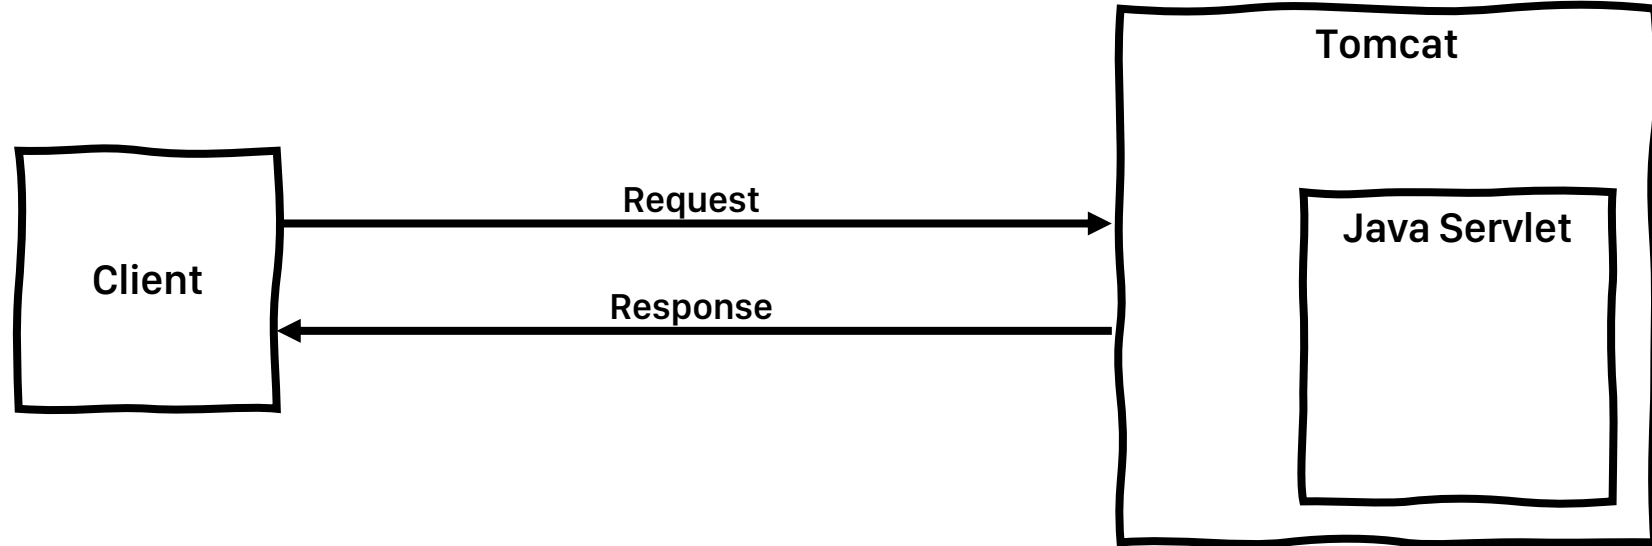 Tomcat
Request
Java Servlet
Client
Response